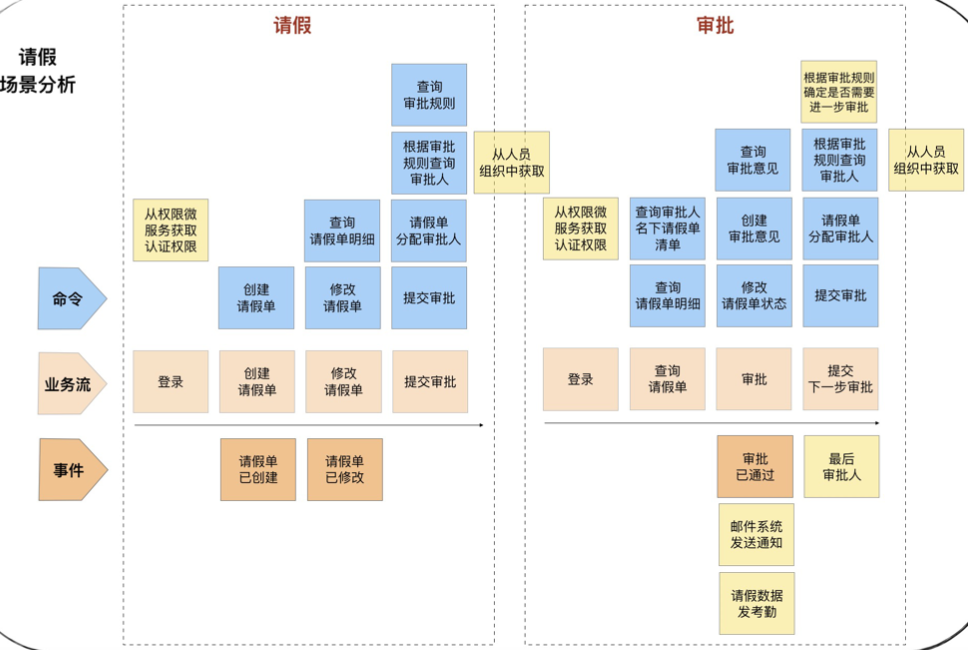 请假
场景分析
请假
查询
审批规则
根据审批
规则查询
审批人
从人员
组织中获取
从权限微
服务获取
认证权限
查询
请假单明细
请假单
分配审批人
命令
创建
请假单
修改
请假单
提交审批
业务流
登录
创建
请假单
修改
请假单
提交审批
事件
请假单
已创建
请假单
已修改
审批
根据审批规则
确定是否需要
进一步审批
查询
审批意见
根据审批
规则查询
审批人
从人员
组织中获取
从权限微
服务获取
认证权限
查询审批人
名下请假单
清单
创建
审批意见
请假单
分配审批人
查询
请假单明细
修改
请假单状态
提交审批
登录
查询
请假单
审批
提交
下一步审批
审批
已通过
最后
审批人
邮件系统
发送通知
请假数据
发考勤